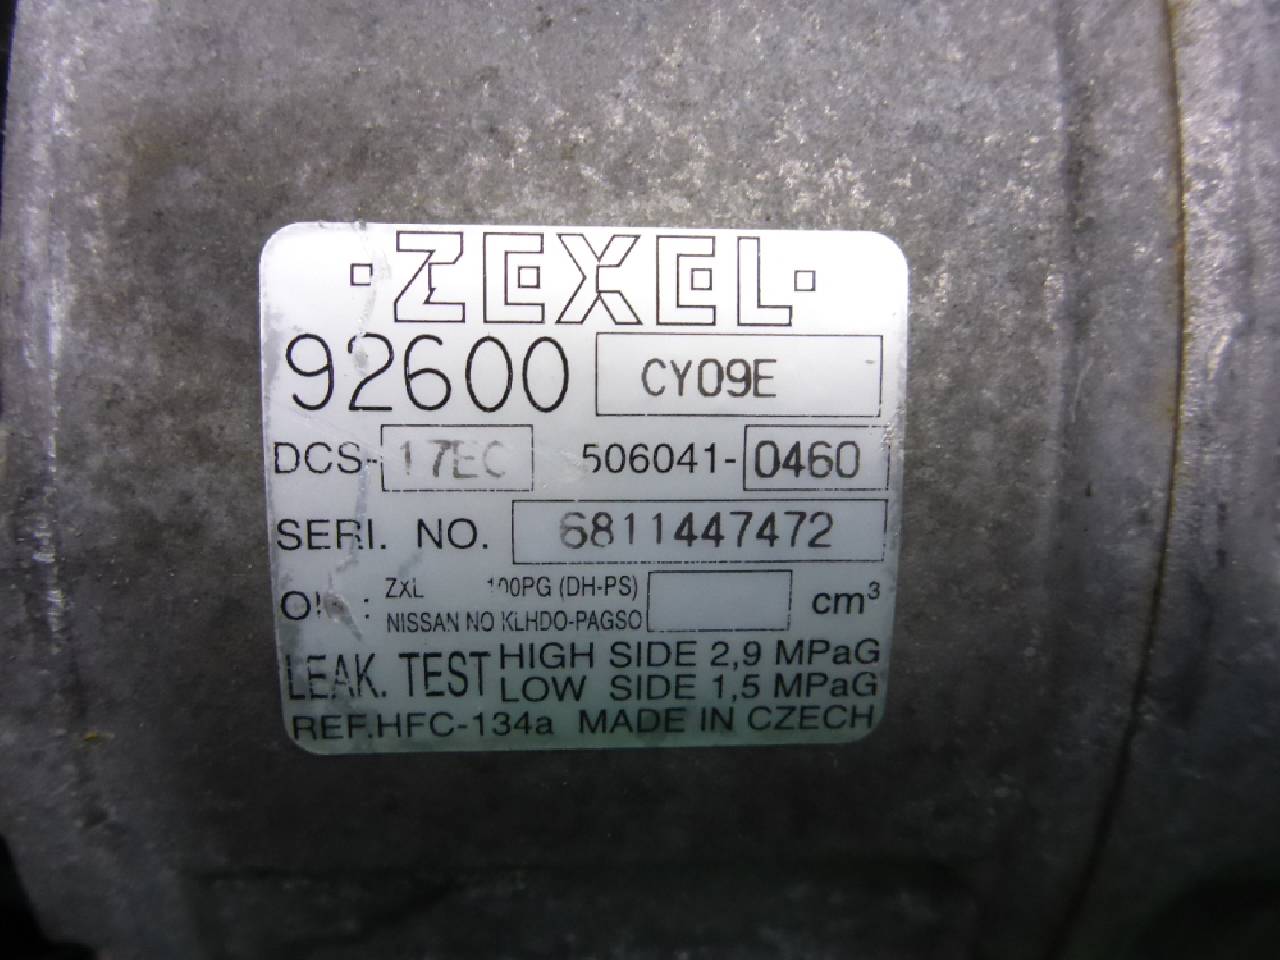 ZEXEL
92600 CY09E
DCS-17EC 506041-0460
SERI. NO. 6811447472
ZXL 100PG (DH-PS)
: NISSAN NO KLHDO-PAGSO cm³
LEAK. TEST HIGH SIDE 2,9 MPaG
LOW SIDE 1,5 MPaG
REF.HFC-134a MADE IN CZECH